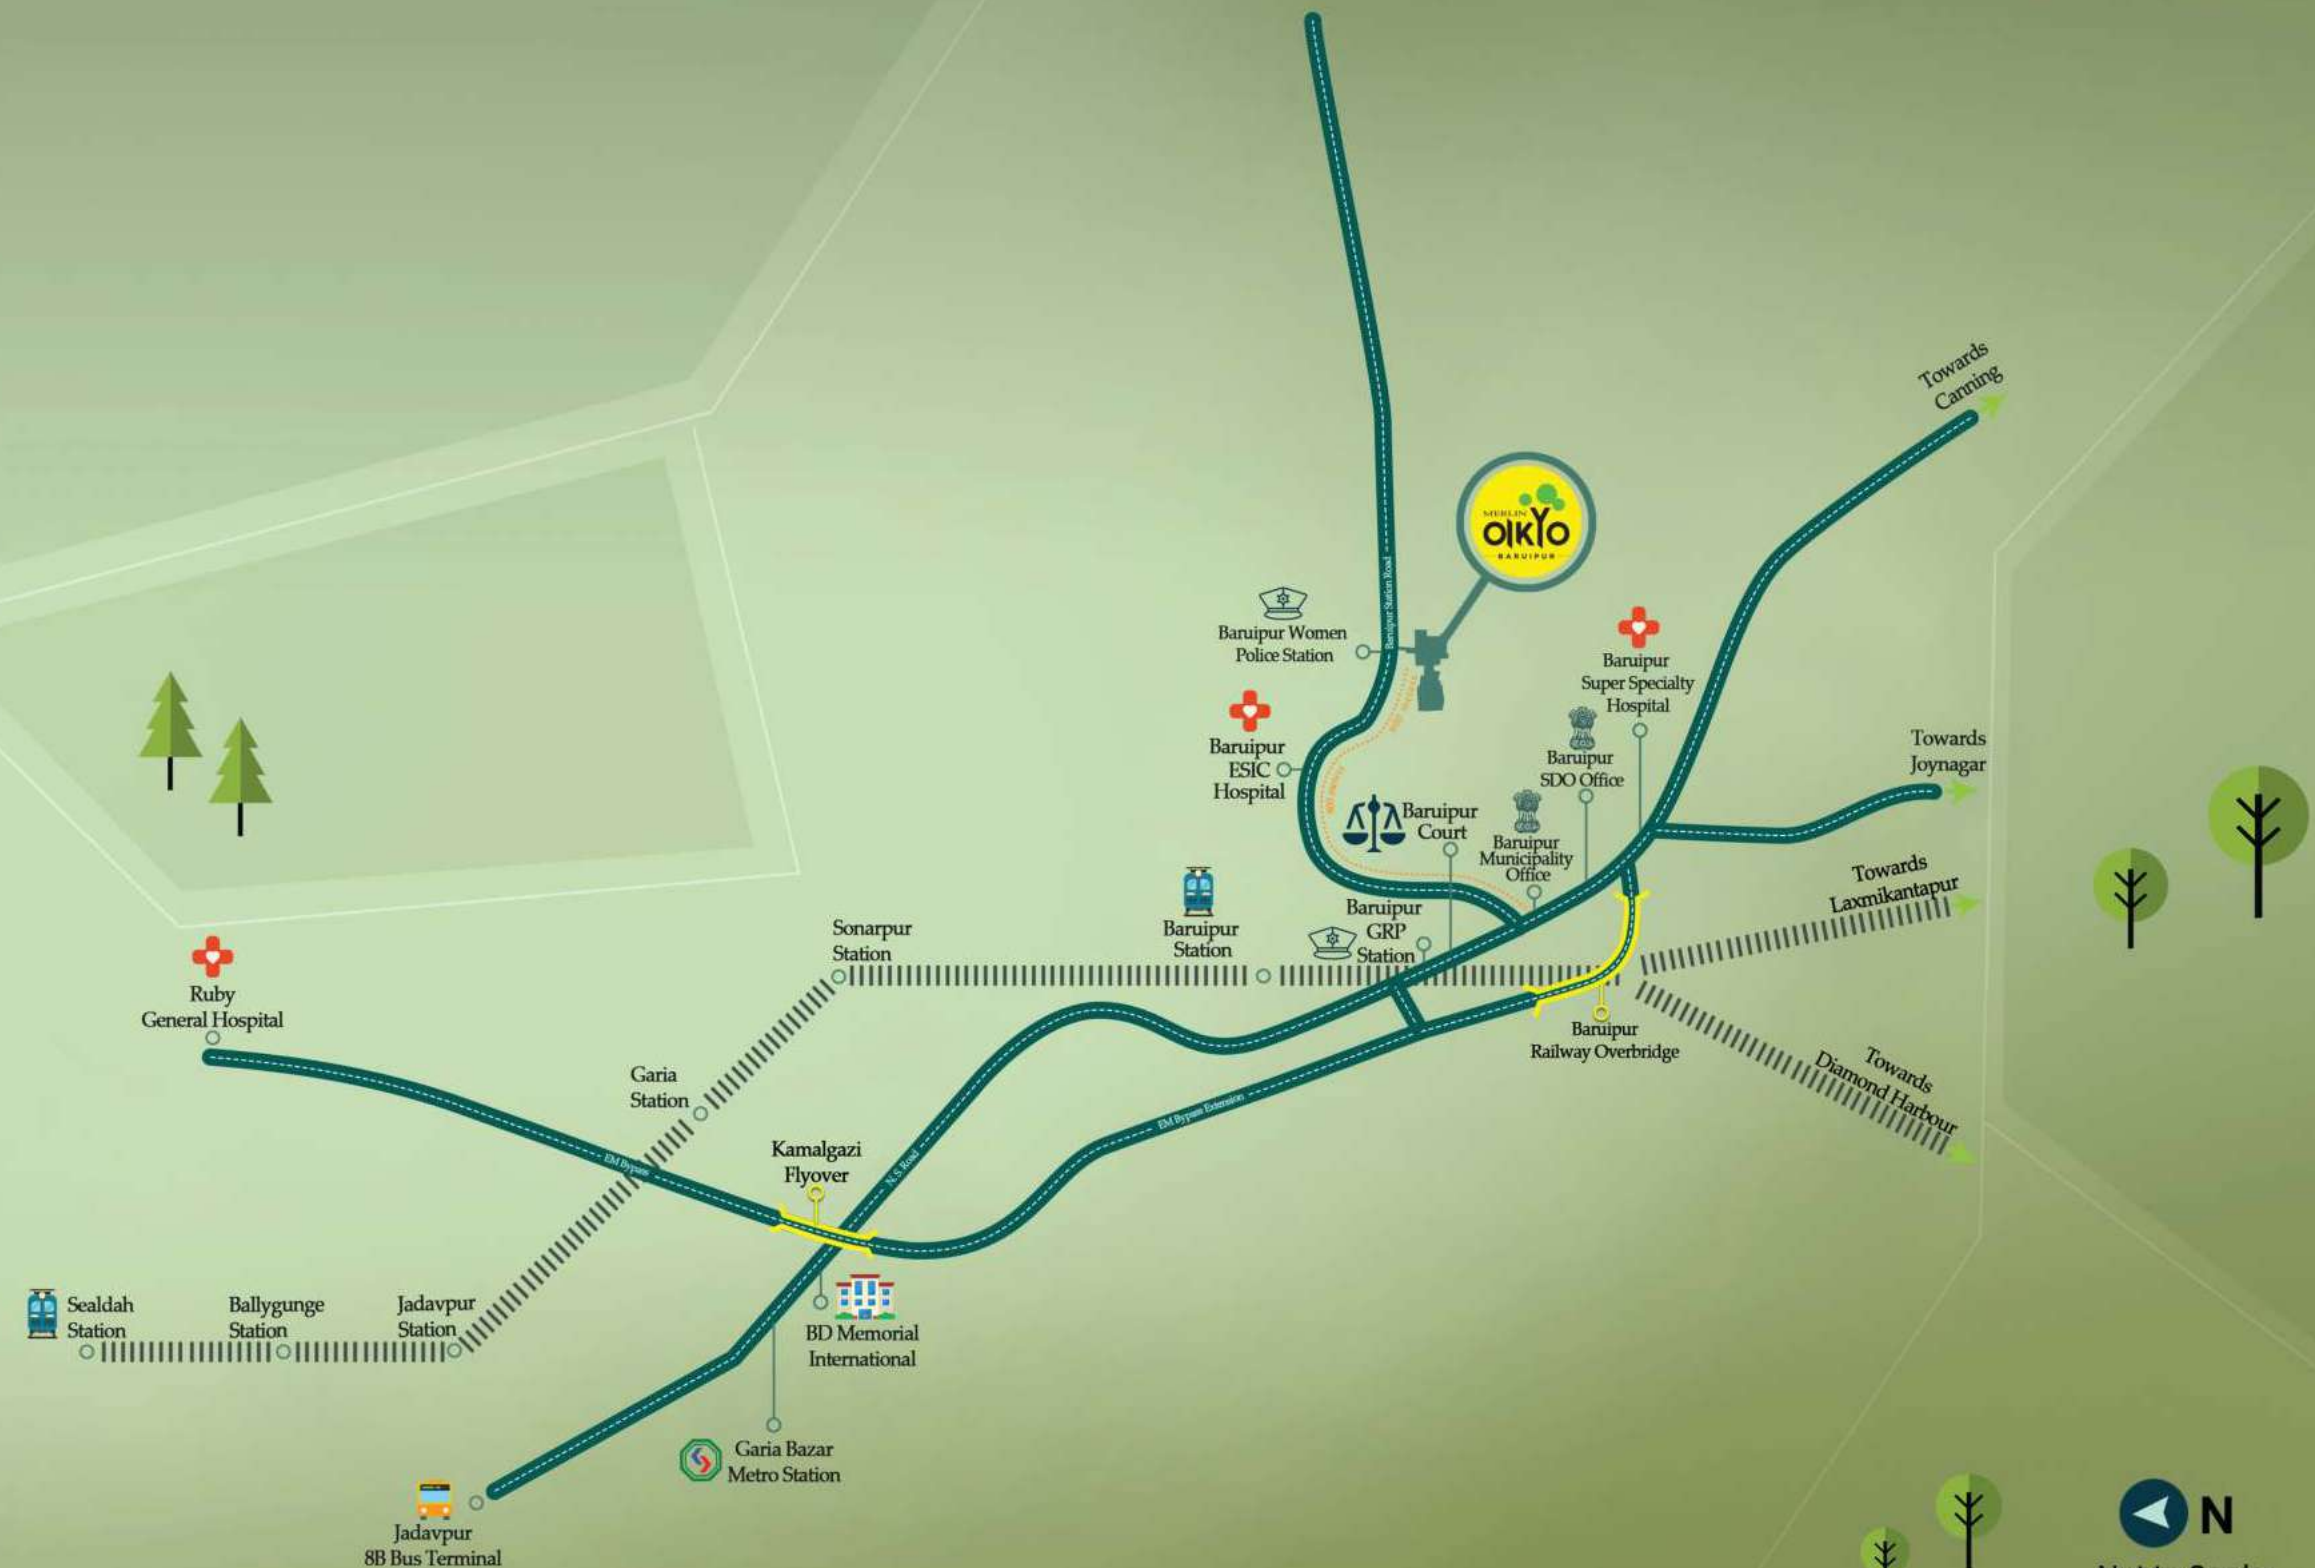 Towards
Canning
MERLIN
OIKYO
BARUIPUR
Baruipur Station Road
Baruipur Women
Police Station
Baruipur
Super Specialty
Hospital
Baruipur
ESIC
Hospital
Baruipur
SDO Office
Towards
Joynagar
Baruipur
Court
Baruipur
Municipality
Office
Towards
Laxmikantapur
Baruipur
GRP
Station
Baruipur
Station
Sonarpur
Station
Ruby
General Hospital
Baruipur
Railway Overbridge
Towards
Diamond Harbour
Garia
Station
EM Bypass Extension
Kamalgazi
Flyover
EM Bypass
N. S. Road
Sealdah
Station
Ballygunge
Station
Jadavpur
Station
BD Memorial
International
Garia Bazar
Metro Station
Jadavpur
8B Bus Terminal
N